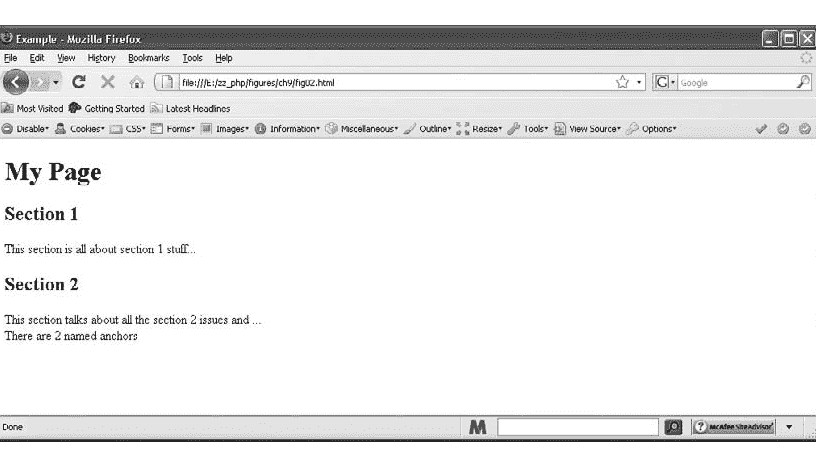 Example - Mozilla Firefox
File Edit View History Bookmarks Tools Help
file:///E:/zz_php/figures/ch9/fig02.html
G Google
Most Visited Getting Started Latest Headlines
Disable Cookies CSS Forms Images Information Miscellaneous Outline Resize Tools View Source Options
My Page
Section 1
This section is all about section 1 stuff...
Section 2
This section talks about all the section 2 issues and ...
There are 2 named anchors
Done M ? McAfee SiteAdvisor